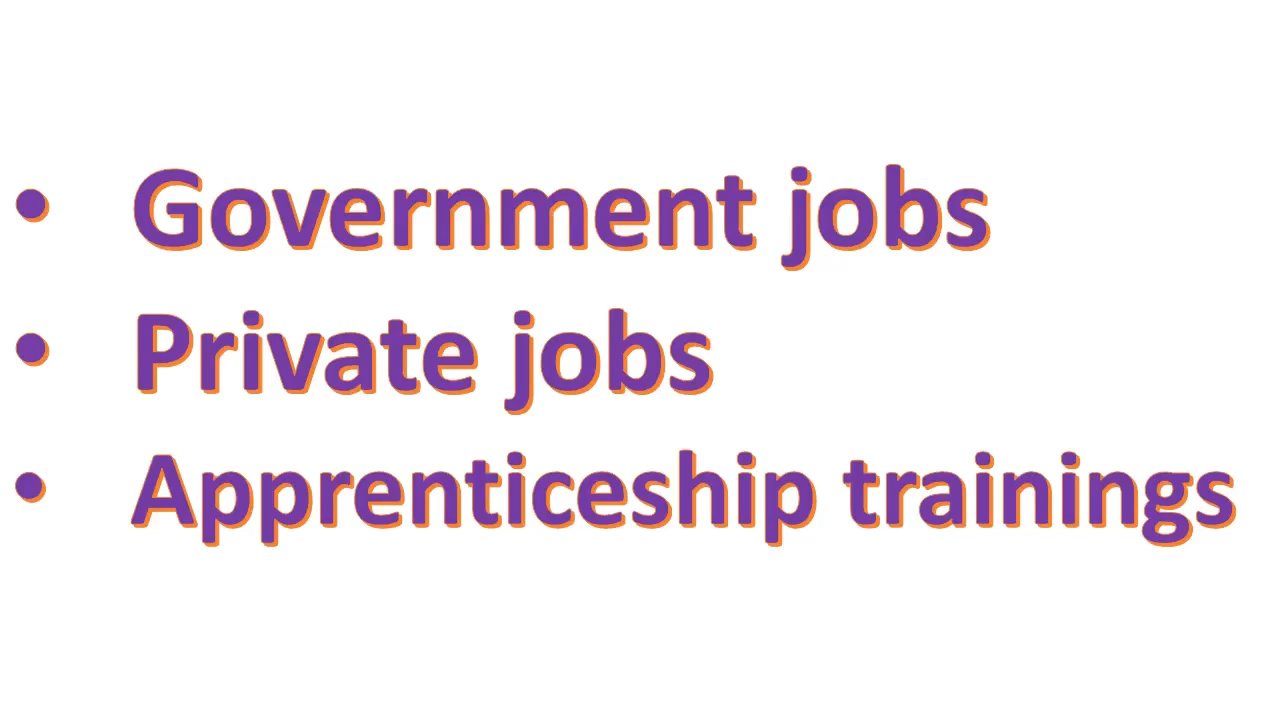 • Government jobs
• Private jobs
• Apprenticeship trainings